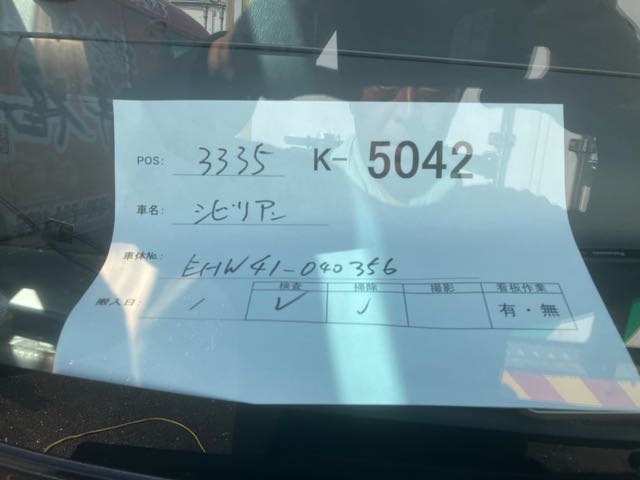 POS: 3335 K-5042
車名: シビリアン
車体No. EHW41-040356
検査 掃除 撮影 看板作業
搬入日: / ✓ ✓ 有・無